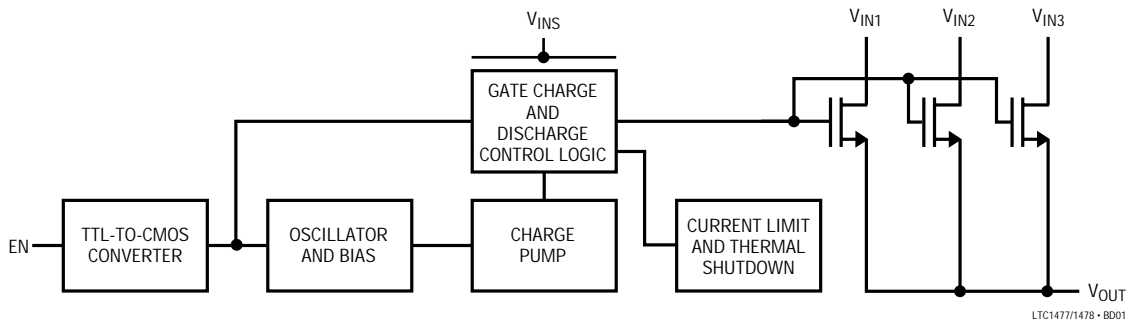 VINS
VIN1
VIN2
VIN3
GATE CHARGE
AND
DISCHARGE
CONTROL LOGIC
EN
TTL-TO-CMOS
CONVERTER
OSCILLATOR
AND BIAS
CHARGE
PUMP
CURRENT LIMIT
AND THERMAL
SHUTDOWN
VOUT
LTC1477/1478 • BD01